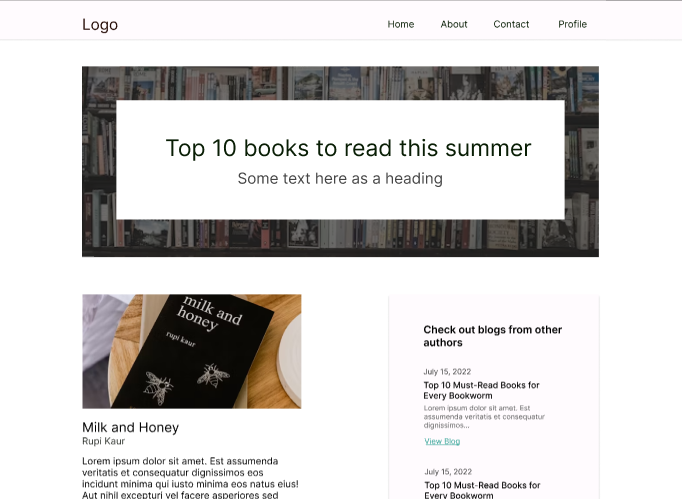 Logo
Home About Contact Profile
Top 10 books to read this summer
Some text here as a heading
milk and
honey
rupi kaur
Milk and Honey
Rupi Kaur
Lorem ipsum dolor sit amet. Est assumenda
veritatis et consequatur dignissimos eos
incidunt minima qui iusto minima eos natus eius!
Aut nihil excepturi vel facere asperiores sed
Check out blogs from other
authors
July 15, 2022
Top 10 Must-Read Books for
Every Bookworm
Lorem ipsum dolor sit amet. Est
assumenda veritatis et consequatur
dignissimos...
View Blog
July 15, 2022
Top 10 Must-Read Books for
Every Bookworm